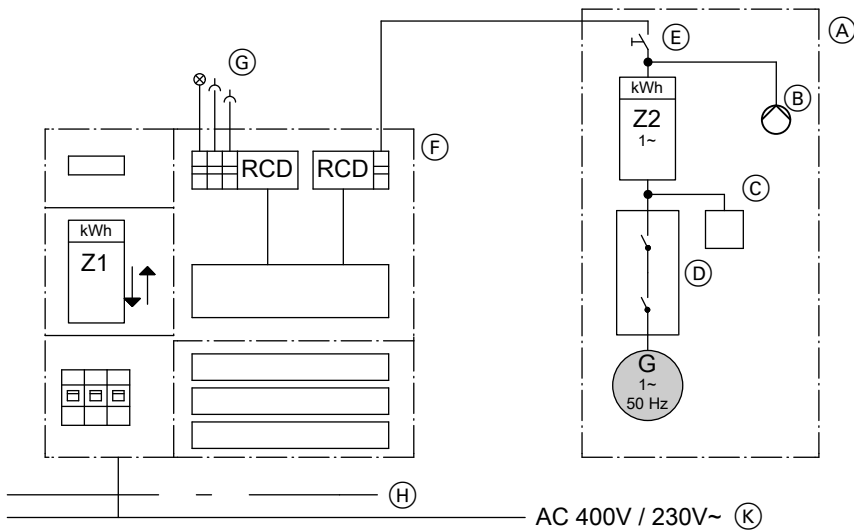 A
E
G
kWh
B
Z2
1~
F
RCD
RCD
C
kWh
Z1
D
G
1~
50 Hz
H
AC 400V / 230V~ K